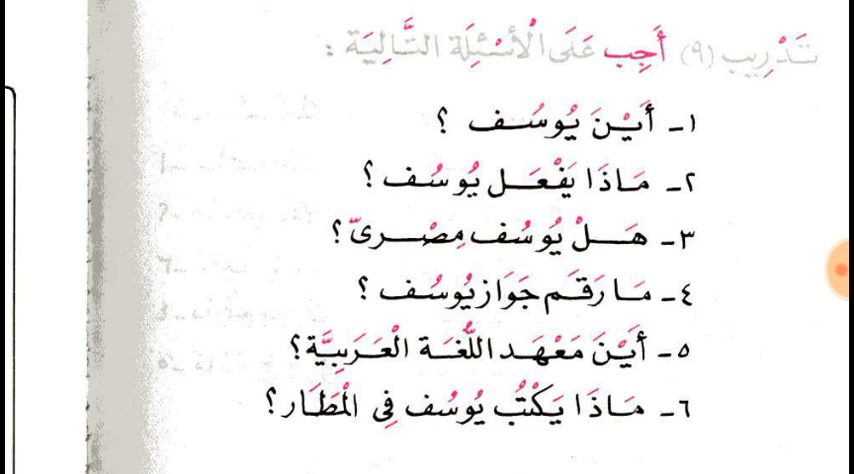 تَدْرِيب (٩) أَجِب عَلَى الْأَسْئِلَة التَّالِيَة :
١ـ أَيْنَ يُوسُف ؟
٢ـ مَاذَا يَفْعَل يُوسُف ؟
٣ـ هَلْ يُوسُف مِصْرىّ ؟
٤ـ مَا رَقَم جَوَاز يُوسُف ؟
٥ـ أَيْنَ مَعْهَد اللُّغَة الْعَرَبِيَّة ؟
٦ـ مَاذَا يَكْتُب يُوسُف فِى الْمَطَار ؟